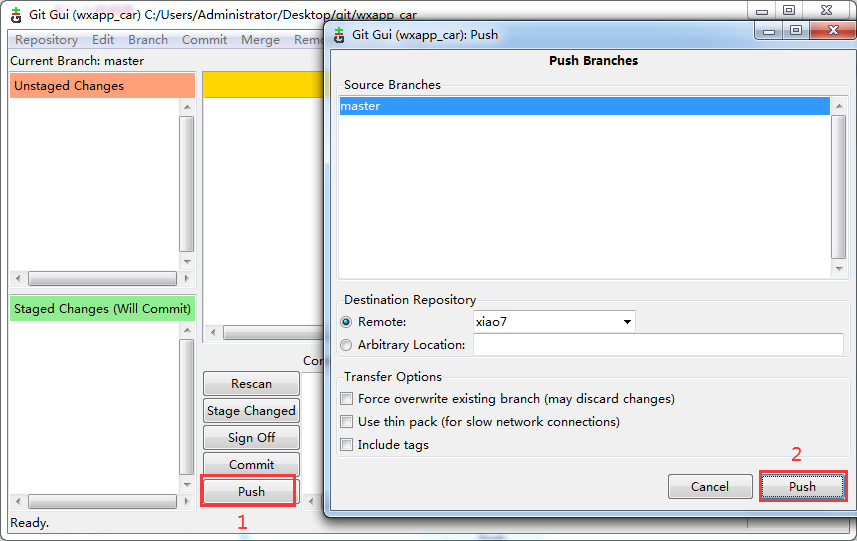 Git Gui (wxapp_car) C:/Users/Administrator/Desktop/git/wxapp_car
Repository Edit Branch Commit Merge Remo
Current Branch: master
Unstaged Changes
Staged Changes (Will Commit)
Con
Rescan
Stage Changed
Sign Off
Commit
Push
1
Ready.
Git Gui (wxapp_car): Push
Push Branches
Source Branches
master
Destination Repository
Remote: xiao7
Arbitrary Location:
Transfer Options
Force overwrite existing branch (may discard changes)
Use thin pack (for slow network connections)
Include tags
2
Cancel Push